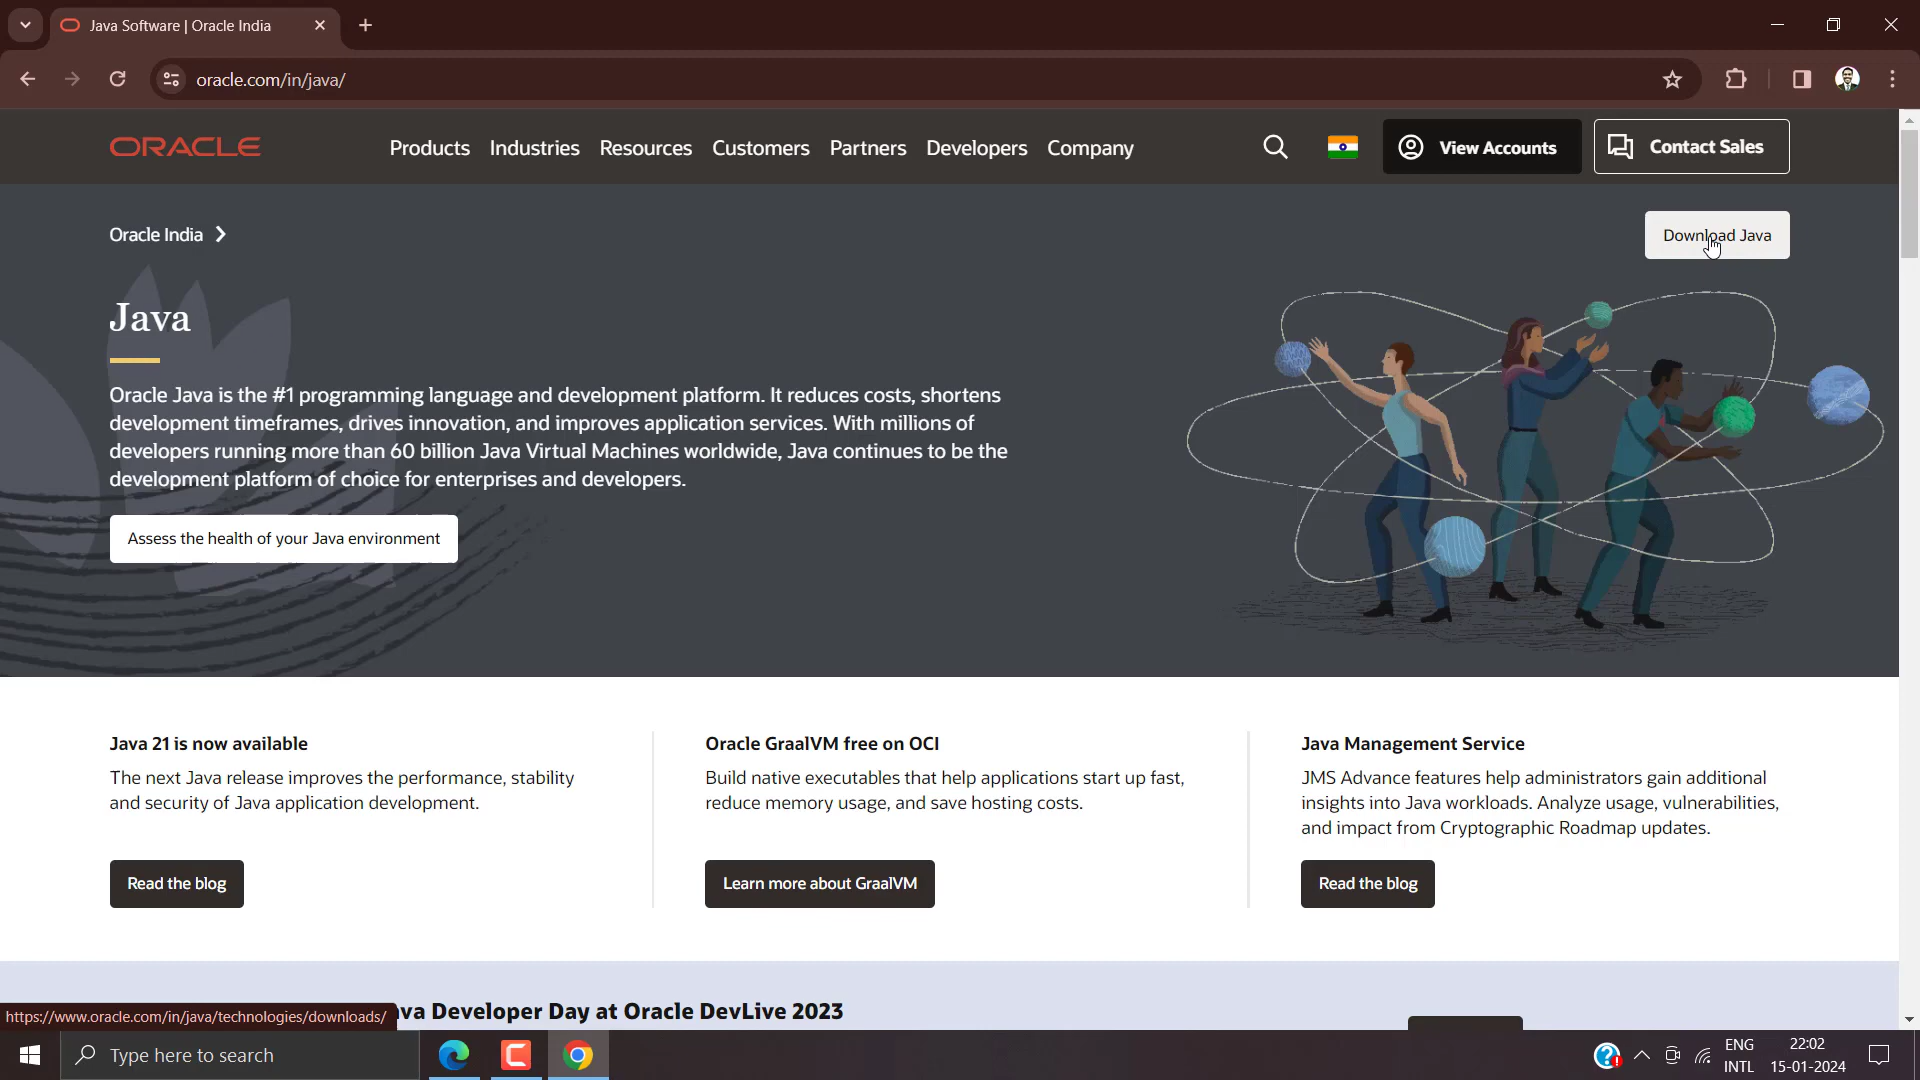 Java Software | Oracle India
oracle.com/in/java/
ORACLE
Products Industries Resources Customers Partners Developers Company
View Accounts
Contact Sales
Oracle India
Download Java
Java
Oracle Java is the #1 programming language and development platform. It reduces costs, shortens
development timeframes, drives innovation, and improves application services. With millions of
developers running more than 60 billion Java Virtual Machines worldwide, Java continues to be the
development platform of choice for enterprises and developers.
Assess the health of your Java environment
Java 21 is now available
The next Java release improves the performance, stability
and security of Java application development.
Read the blog
Oracle GraalVM free on OCI
Build native executables that help applications start up fast,
reduce memory usage, and save hosting costs.
Learn more about GraalVM
Java Management Service
JMS Advance features help administrators gain additional
insights into Java workloads. Analyze usage, vulnerabilities,
and impact from Cryptographic Roadmap updates.
Read the blog
ava Developer Day at Oracle DevLive 2023
https://www.oracle.com/in/java/technologies/downloads/
Type here to search
ENG
INTL
22:02
15-01-2024